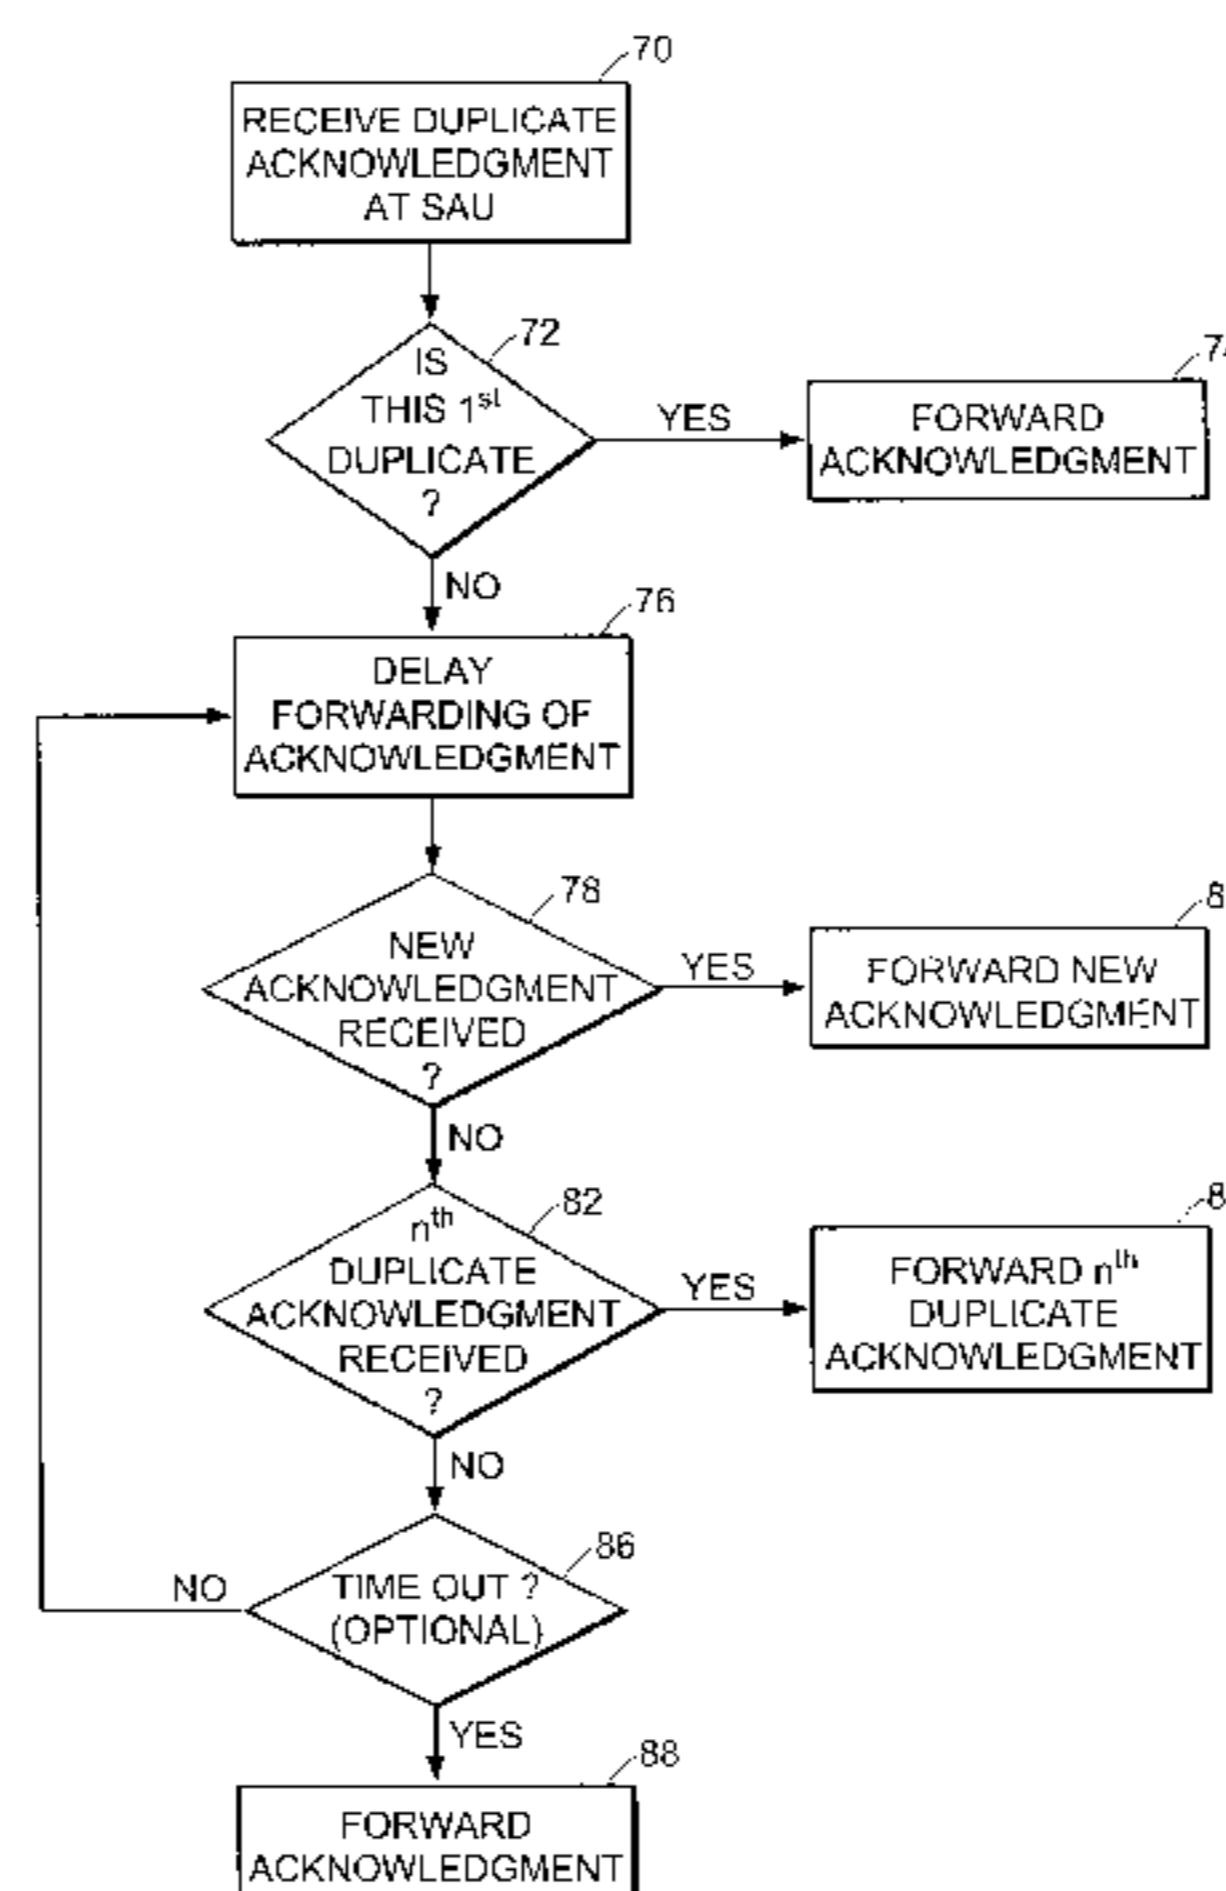 70
RECEIVE DUPLICATE
ACKNOWLEDGMENT
AT SAU
72
IS
THIS 1st
DUPLICATE
?
YES
FORWARD
ACKNOWLEDGMENT
NO
76
DELAY
FORWARDING OF
ACKNOWLEDGMENT
78
NEW
ACKNOWLEDGMENT
RECEIVED
?
YES
8
FORWARD NEW
ACKNOWLEDGMENT
NO
82
nth
DUPLICATE
ACKNOWLEDGMENT
RECEIVED
?
YES
8
FORWARD nth
DUPLICATE
ACKNOWLEDGMENT
NO
86
TIME OUT ?
(OPTIONAL)
NO
YES
88
FORWARD
ACKNOWLEDGMENT